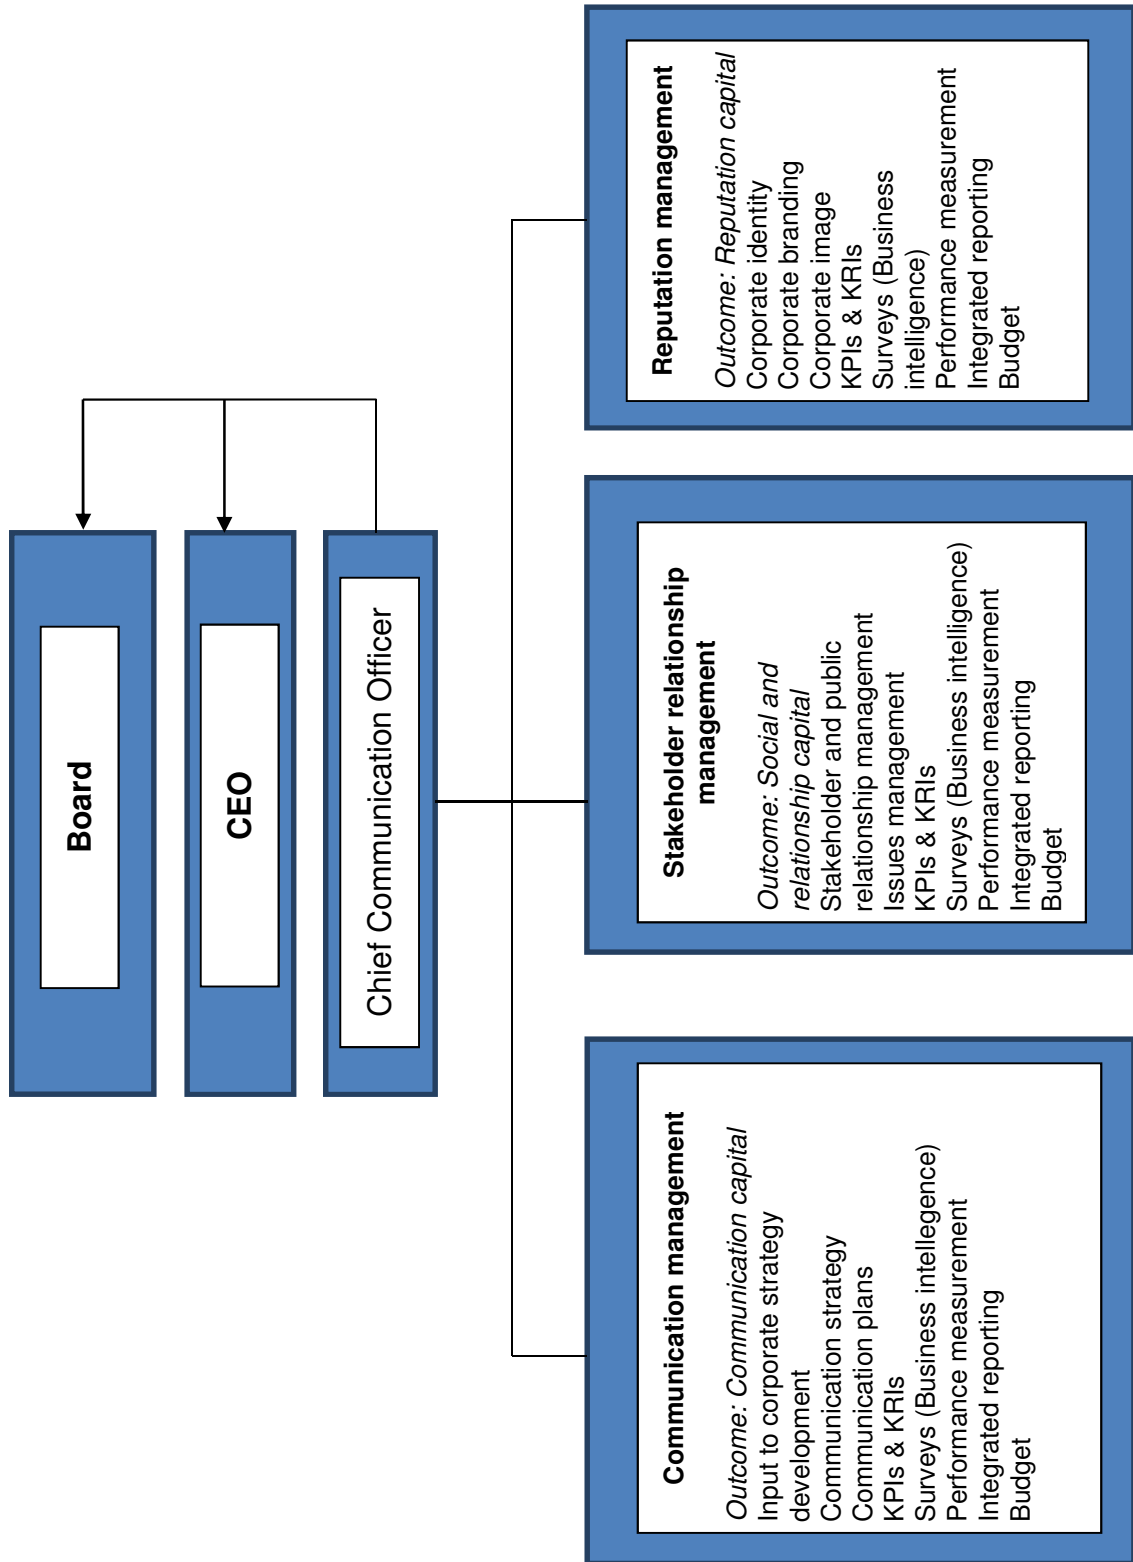 Board
CEO
Chief Communication Officer
Communication management
Outcome: Communication capital
Input to corporate strategy
development
Communication strategy
Communication plans
KPIs & KRIs
Surveys (Business intellegence)
Performance measurement
Integrated reporting
Budget
Stakeholder relationship
management
Outcome: Social and
relationship capital
Stakeholder and public
relationship management
Issues management
KPIs & KRIs
Surveys (Business intelligence)
Performance measurement
Integrated reporting
Budget
Reputation management
Outcome: Reputation capital
Corporate identity
Corporate branding
Corporate image
KPIs & KRIs
Surveys (Business
intelligence)
Performance measurement
Integrated reporting
Budget